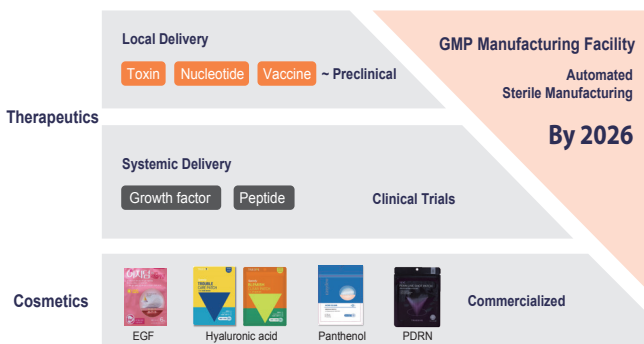 Local Delivery
Toxin Nucleotide Vaccine ~ Preclinical
GMP Manufacturing Facility
Automated
Sterile Manufacturing
By 2026
Therapeutics
Systemic Delivery
Growth factor Peptide Clinical Trials
Cosmetics
TROUBLE
EGF Hyaluronic acid Panthenol PDRN
Commercialized